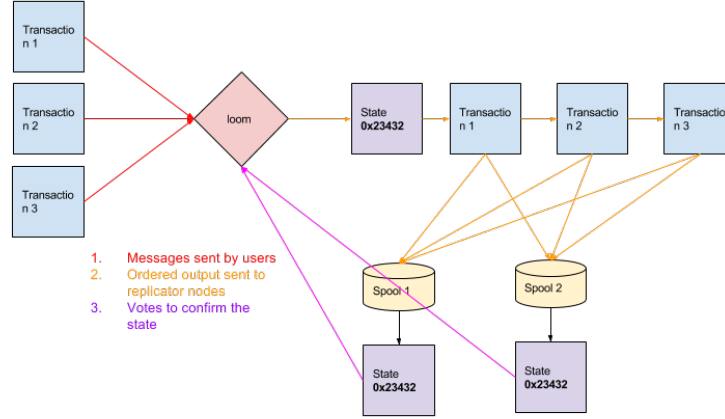 Transactio
n 1
Transactio
n 2
Transactio
n 3
loom
State
0x23432
Transactio
n 1
Transactio
n 2
Transactio
n 3
1. Messages sent by users
2. Ordered output sent to
replicator nodes
3. Votes to confirm the
state
Spool 1
Spool 2
State
0x23432
State
0x23432